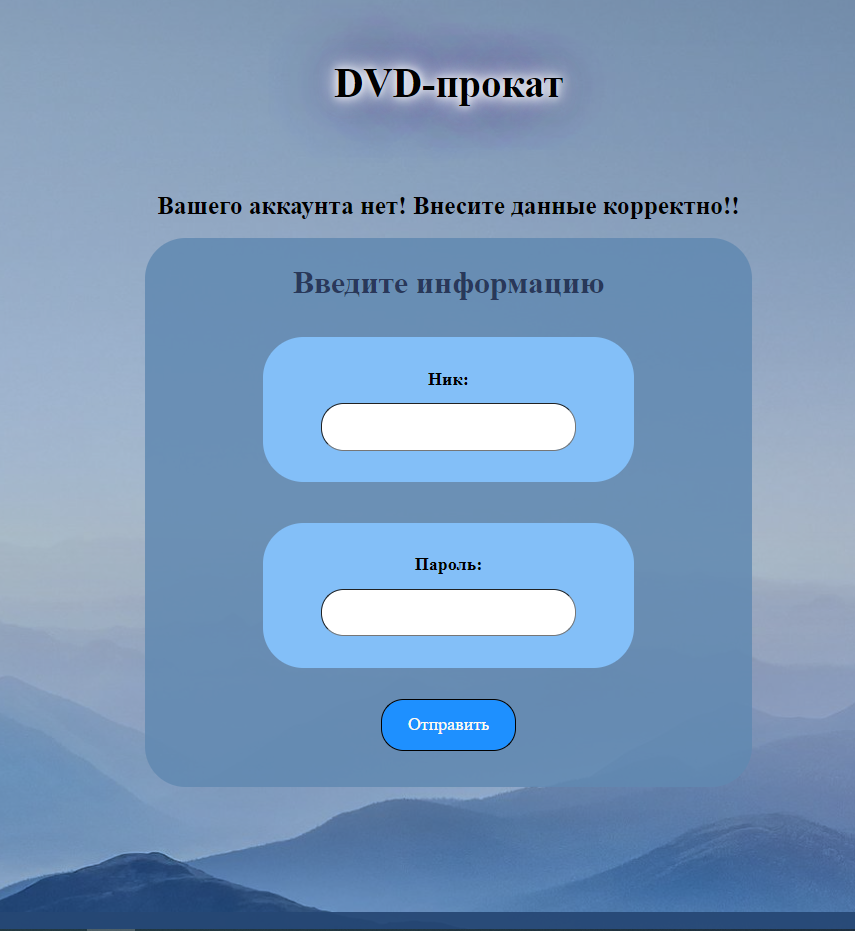 DVD-прокат
Вашего аккаунта нет! Внесите данные корректно!!
Введите информацию
Ник:
Пароль:
Отправить